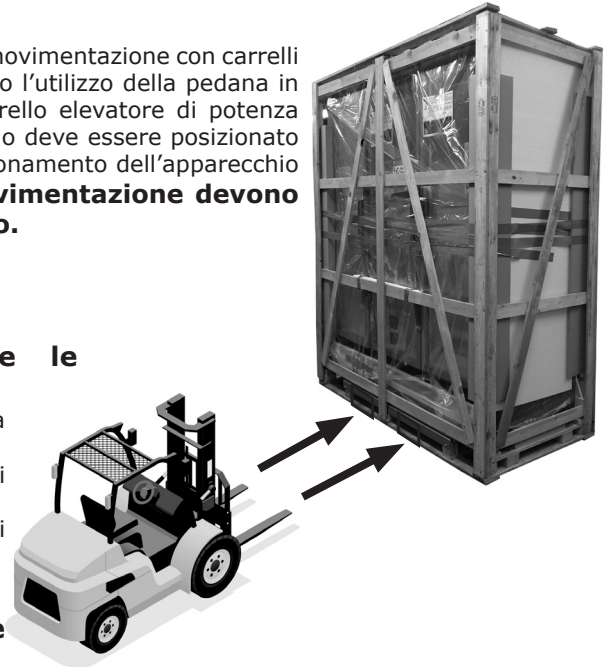 movimentazione con carrelli
o l'utilizzo della pedana in
rello elevatore di potenza
o deve essere posizionato
onamento dell'apparecchio
vimentazione devono
o.
e le
a
i
i
e